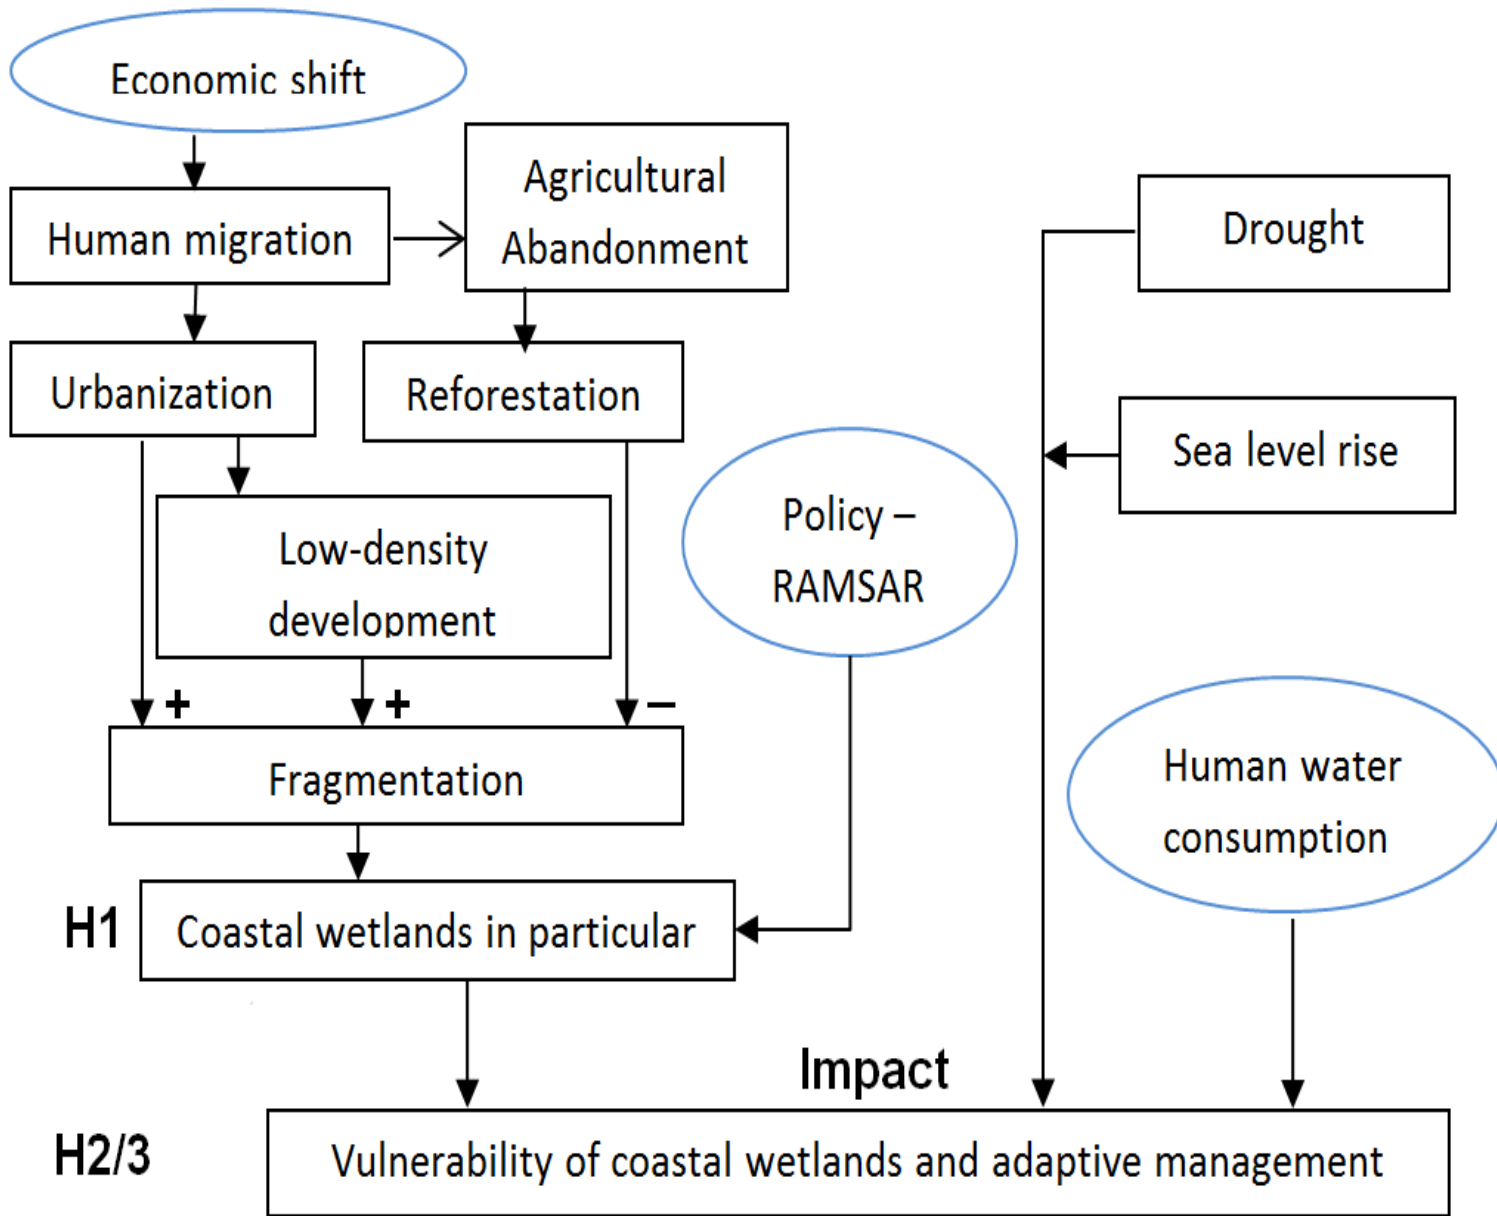 Economic shift
Agricultural
Abandonment
Human migration
Drought
Urbanization
Reforestation
Sea level rise
Policy –
RAMSAR
Low-density
development
+
+
–
Human water
consumption
Fragmentation
H1
Coastal wetlands in particular
Impact
H2/3
Vulnerability of coastal wetlands and adaptive management